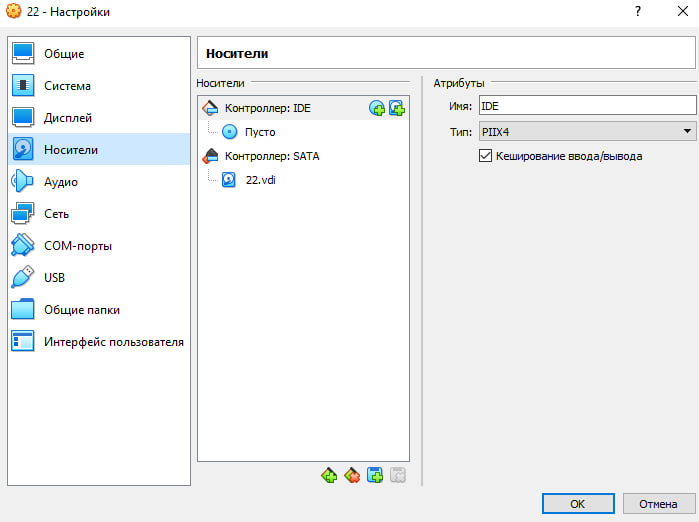 22 - Настройки
? ×
Общие
Система
Дисплей
Носители
Аудио
Сеть
COM-порты
USB
Общие папки
Интерфейс пользователя
Носители
Носители
Контроллер: IDE
Пусто
Контроллер: SATA
22.vdi
Атрибуты
Имя: IDE
Тип: PIIX4
Кеширование ввода/вывода
OK Отмена